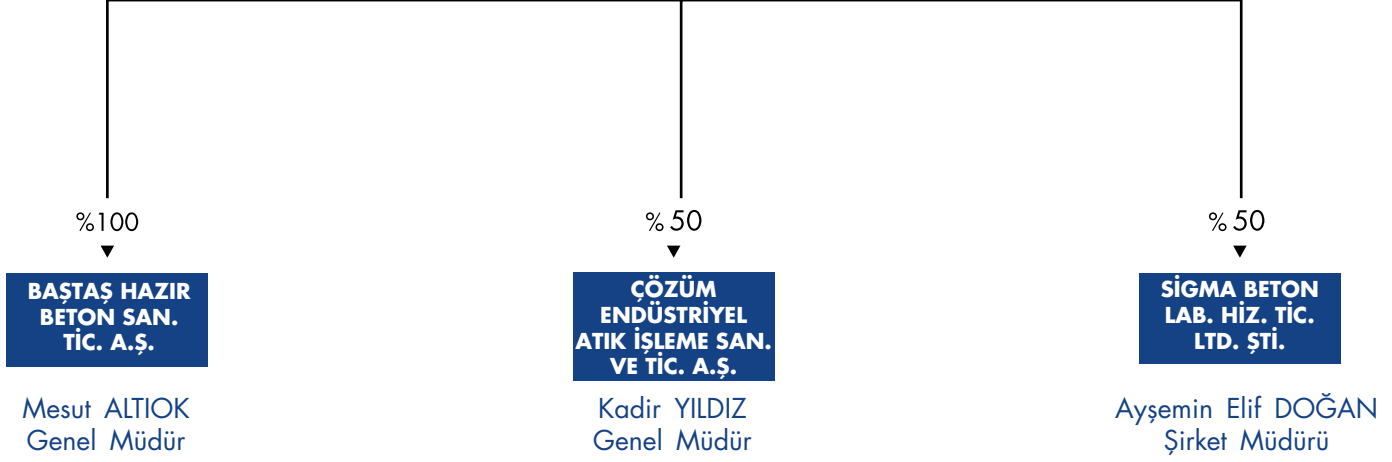 %100
BAŞTAŞ HAZIR
BETON SAN.
TİC. A.Ş.
Mesut ALTIOK
Genel Müdür
% 50
ÇÖZÜM
ENDÜSTRİYEL
ATIK İŞLEME SAN.
VE TİC. A.Ş.
Kadir YILDIZ
Genel Müdür
% 50
SİGMA BETON
LAB. HİZ. TİC.
LTD. ŞTİ.
Ayşemin Elif DOĞAN
Şirket Müdürü